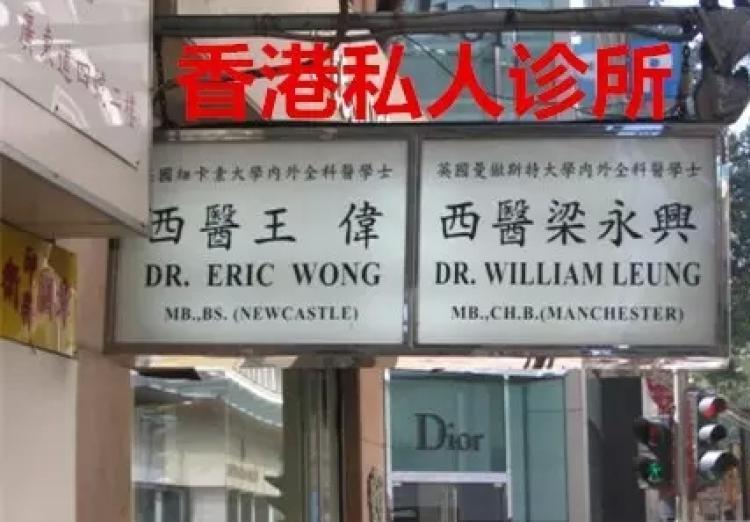 香港私人诊所
國紐卡素大學內外全科醫學士
西醫王偉
DR. ERIC WONG
MB.,BS. (NEWCASTLE)
英國曼徹斯特大學內外全科醫學士
西醫梁永興
DR. WILLIAM LEUNG
MB.,CH.B.(MANCHESTER)
Dior